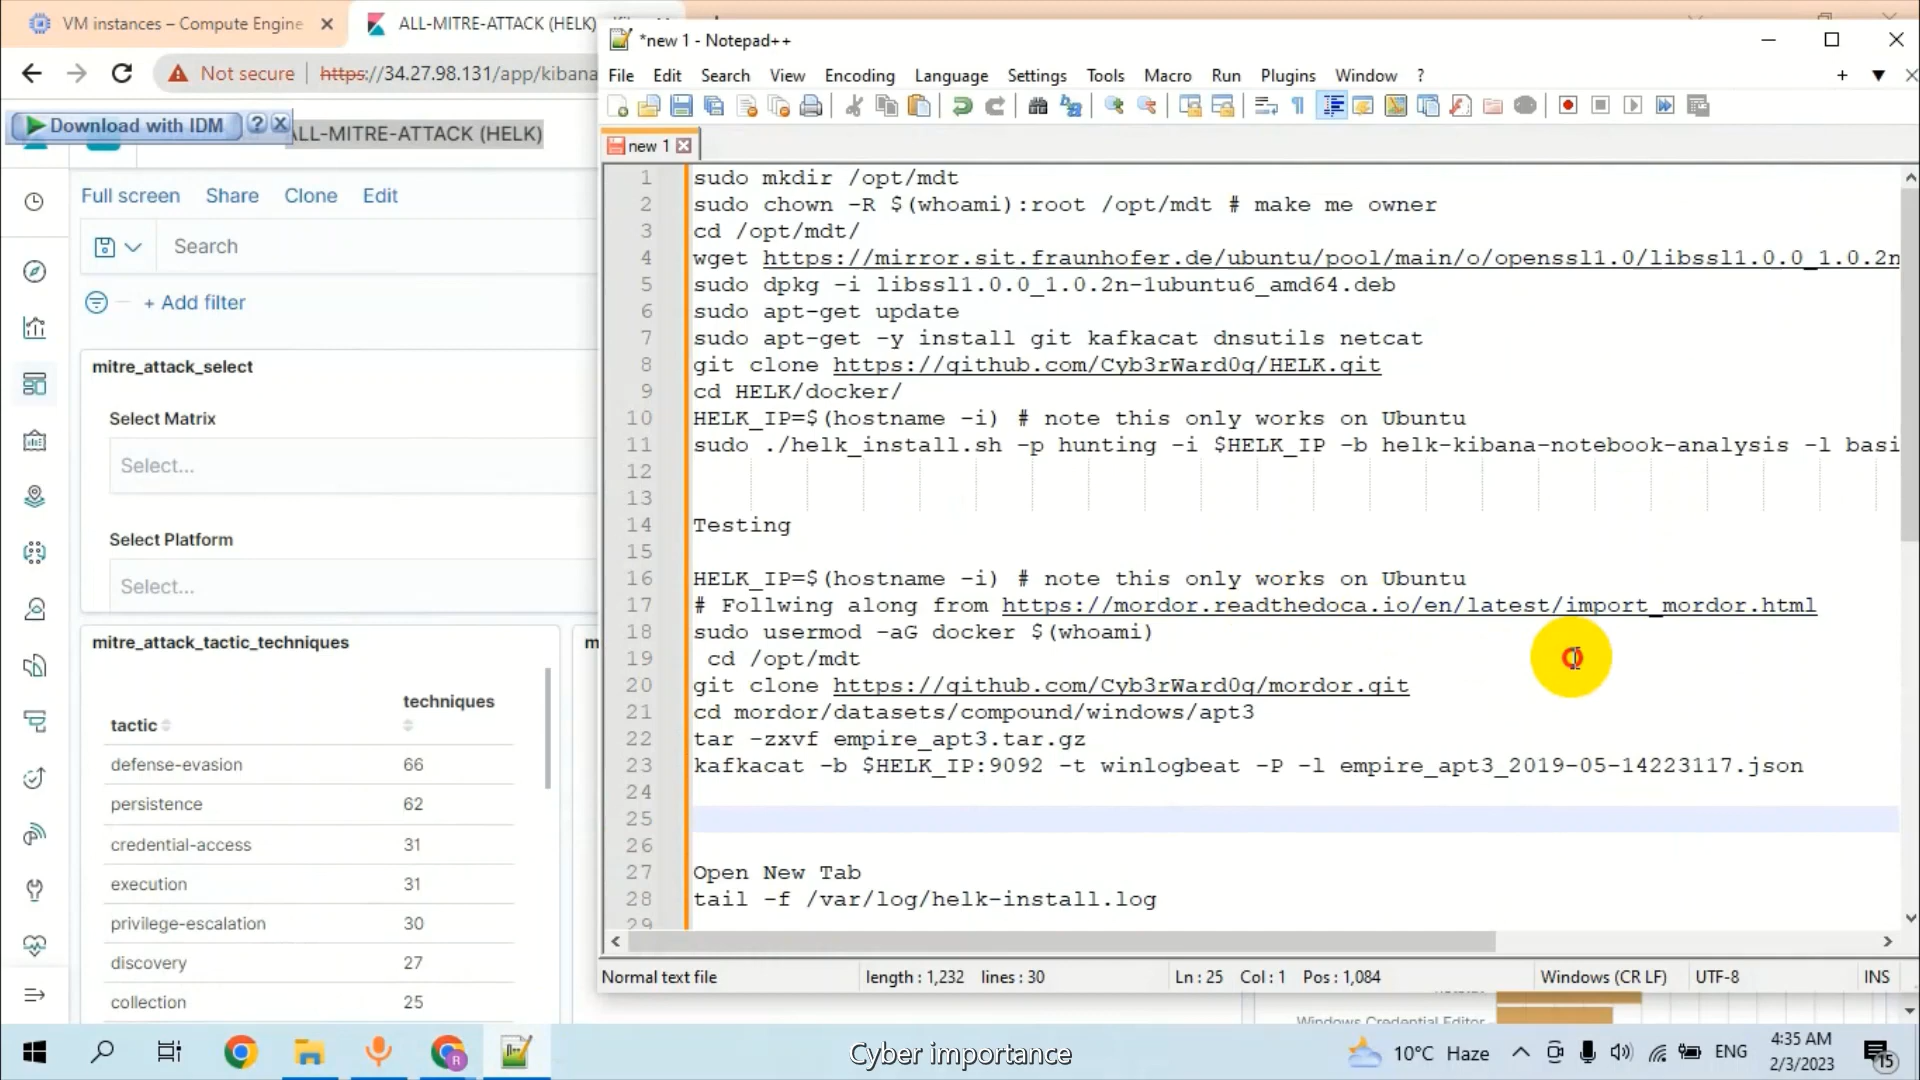 VM instances – Compute Engine
ALL-MITRE-ATTACK (HELK)
Not secure
https://34.27.98.131/app/kibana
Download with IDM
?
LL-MITRE-ATTACK (HELK)
Full screen Share Clone Edit
Search
+ Add filter
mitre_attack_select
Select Matrix
Select...
Select Platform
Select...
mitre_attack_tactic_techniques
m
tactic techniques
defense-evasion 66
persistence 62
credential-access 31
execution 31
privilege-escalation 30
discovery 27
collection 25
*new 1 - Notepad++
File Edit Search View Encoding Language Settings Tools Macro Run Plugins Window ?
new 1
1 sudo mkdir /opt/mdt
2 sudo chown -R $(whoami):root /opt/mdt # make me owner
3 cd /opt/mdt/
4 wget https://mirror.sit.fraunhofer.de/ubuntu/pool/main/o/openssl1.0/libssl1.0.0_1.0.2n
5 sudo dpkg -i libssl1.0.0_1.0.2n-1ubuntu6_amd64.deb
6 sudo apt-get update
7 sudo apt-get -y install git kafkacat dnsutils netcat
8 git clone https://github.com/Cyb3rWard0g/HELK.git
9 cd HELK/docker/
10 HELK_IP=$(hostname -i) # note this only works on Ubuntu
11 sudo ./helk_install.sh -p hunting -i $HELK_IP -b helk-kibana-notebook-analysis -l basi
12
13
14 Testing
15
16 HELK_IP=$(hostname -i) # note this only works on Ubuntu
17 # Follwing along from https://mordor.readthedoca.io/en/latest/import_mordor.html
18 sudo usermod -aG docker $(whoami)
19 cd /opt/mdt
20 git clone https://github.com/Cyb3rWard0g/mordor.git
21 cd mordor/datasets/compound/windows/apt3
22 tar -zxvf empire_apt3.tar.gz
23 kafkacat -b $HELK_IP:9092 -t winlogbeat -P -l empire_apt3_2019-05-14223117.json
24
25
26
27 Open New Tab
28 tail -f /var/log/helk-install.log
29
Normal text file length : 1,232 lines : 30 Ln : 25 Col : 1 Pos : 1,084 Windows (CR LF) UTF-8 INS
Windows Credential Editor
Cyber importance
10°C Haze
ENG
4:35 AM
2/3/2023
15